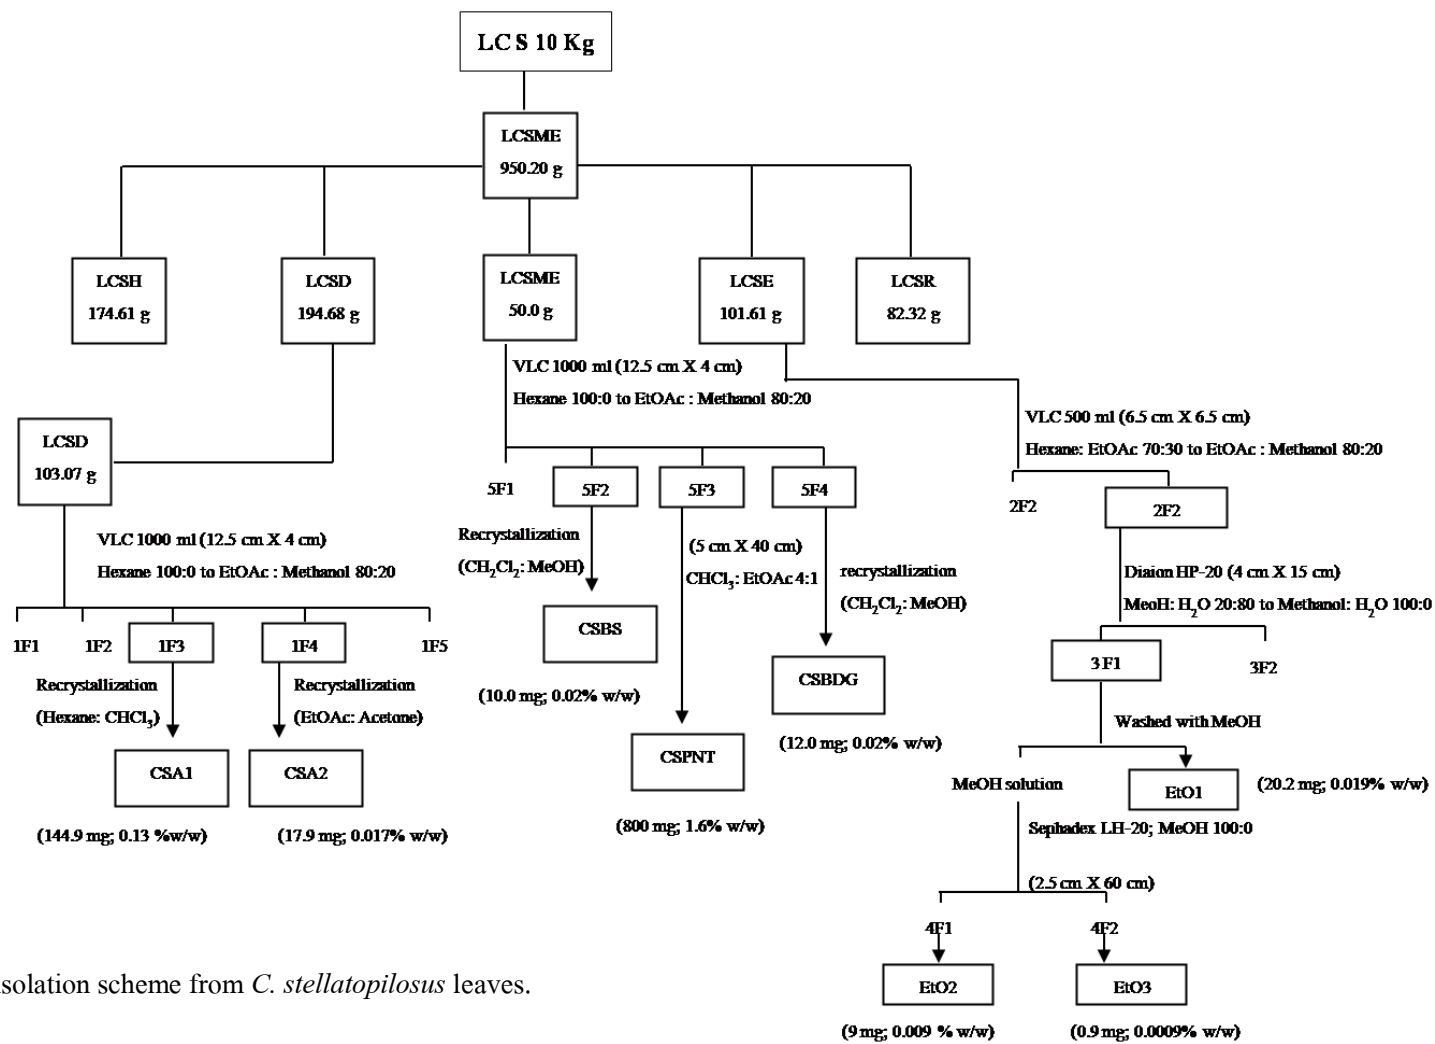 LCS 10 Kg
LCSME
950.20 g
LCSH
174.61 g
LCSD
194.68 g
LCSME
50.0 g
LCSE
101.61 g
LCSR
82.32 g
VLC 1000 ml (12.5 cm X 4 cm)
Hexane 100:0 to EtOAc : Methanol 80:20
VLC 500 ml (6.5 cm X 6.5 cm)
Hexane: EtOAc 70:30 to EtOAc : Methanol 80:20
LCSD
103.07 g
5F1
5F2
5F3
5F4
2F2
2F2
VLC 1000 ml (12.5 cm X 4 cm)
Hexane 100:0 to EtOAc : Methanol 80:20
Recrystallization
(CH₂Cl₂: MeOH)
(5 cm X 40 cm)
CHCl₃: EtOAc 4:1
recrystallization
(CH₂Cl₂: MeOH)
Diaion HP-20 (4 cm X 15 cm)
MeoH: H₂O 20:80 to Methanol: H₂O 100:0
1F1
1F2
1F3
1F4
1F5
CSBS
(10.0 mg; 0.02% w/w)
CSBDG
(12.0 mg; 0.02% w/w)
3F1
3F2
Recrystallization
(Hexane: CHCl₃)
Recrystallization
(EtOAc: Acetone)
Washed with MeOH
CSA1
CSA2
CSPNT
MeOH solution
EtO1
(20.2 mg; 0.019% w/w)
(144.9 mg; 0.13 %w/w)
(17.9 mg; 0.017% w/w)
(800 mg; 1.6% w/w)
Sephadex LH-20; MeOH 100:0
(2.5 cm X 60 cm)
4F1
4F2
EtO2
EtO3
(9 mg; 0.009 % w/w)
(0.9 mg; 0.0009% w/w)
solation scheme from C. stellatopilosus leaves.